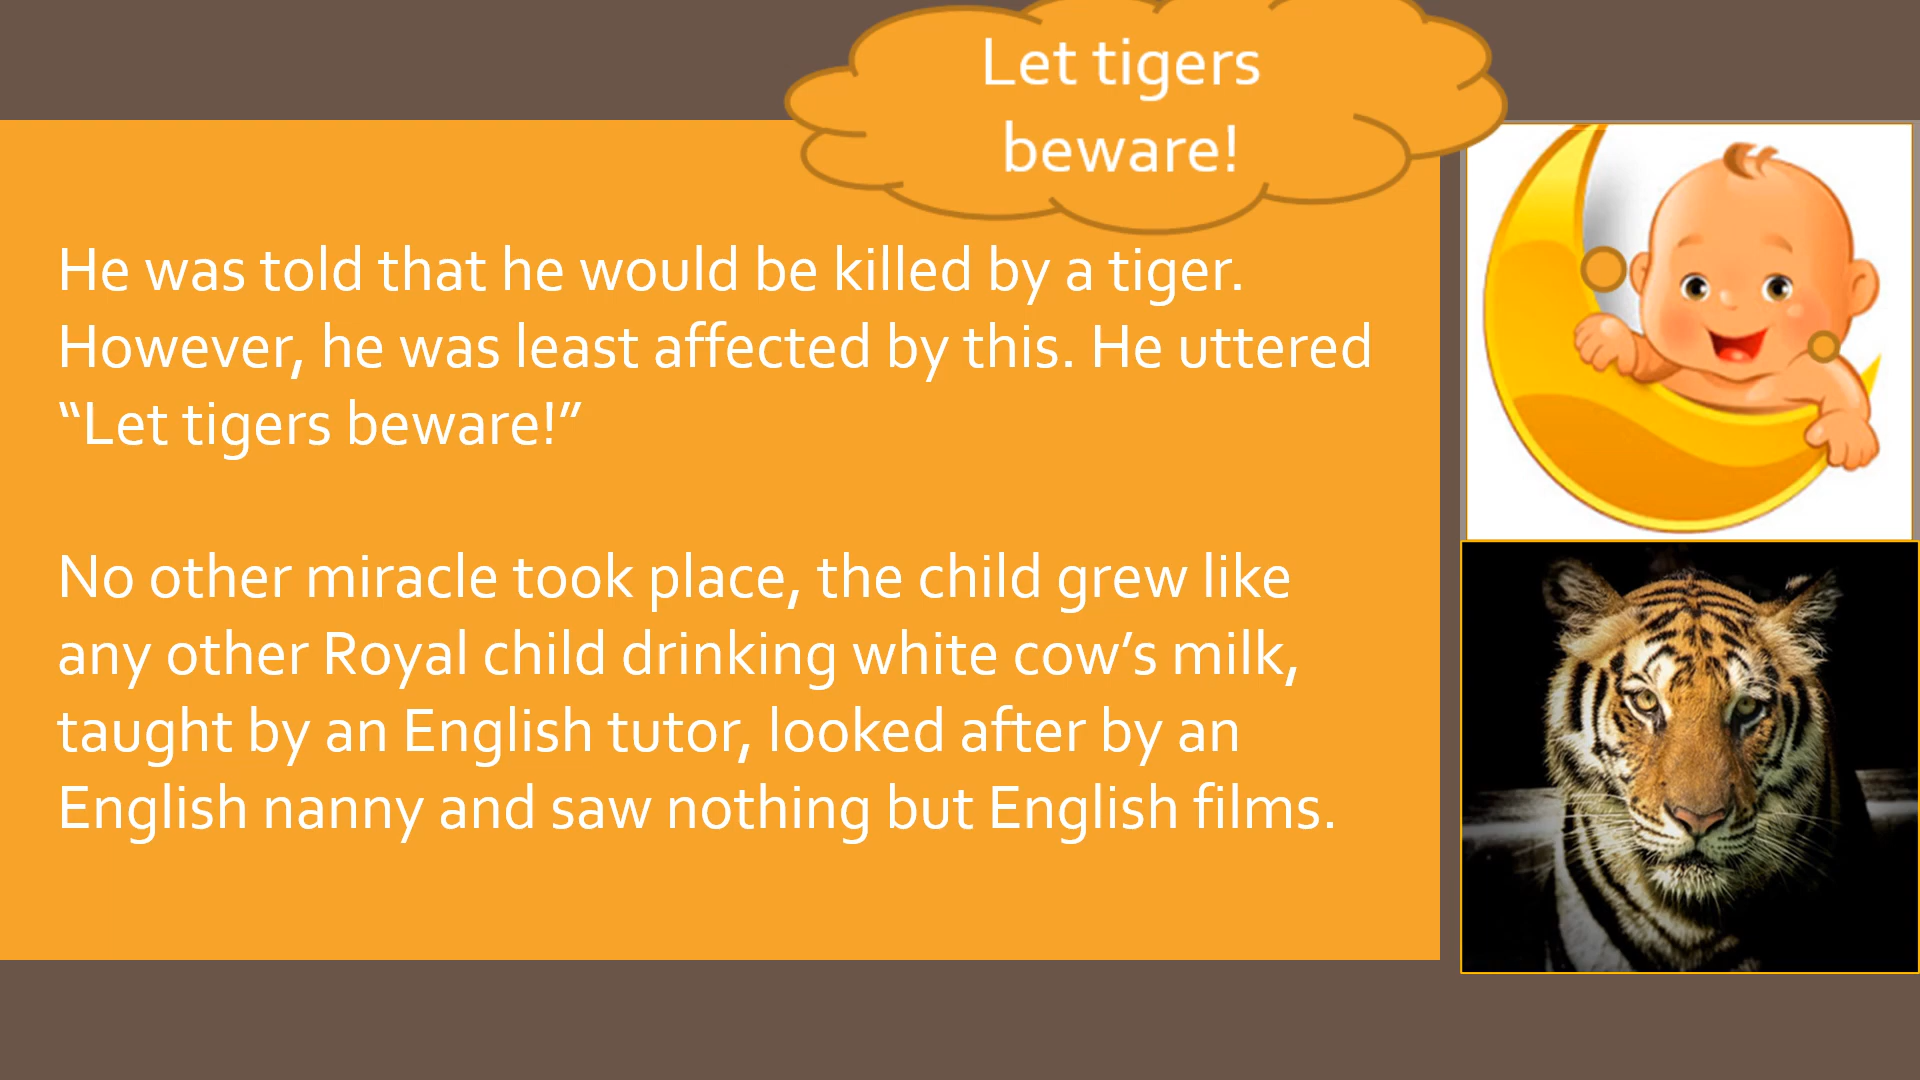 Let tigers
beware!
He was told that he would be killed by a tiger.
However, he was least affected by this. He uttered
“Let tigers beware!”
No other miracle took place, the child grew like
any other Royal child drinking white cow’s milk,
taught by an English tutor, looked after by an
English nanny and saw nothing but English films.